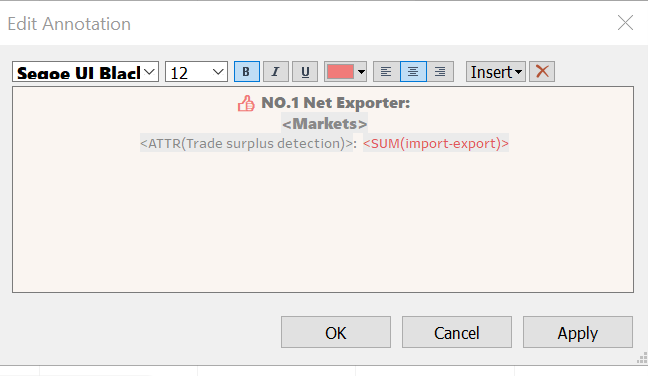 Edit Annotation
Segoe UI Blacl
12
B I U
Insert
NO.1 Net Exporter:
<Markets>
<ATTR(Trade surplus detection)>: <SUM(import-export)>
OK
Cancel
Apply